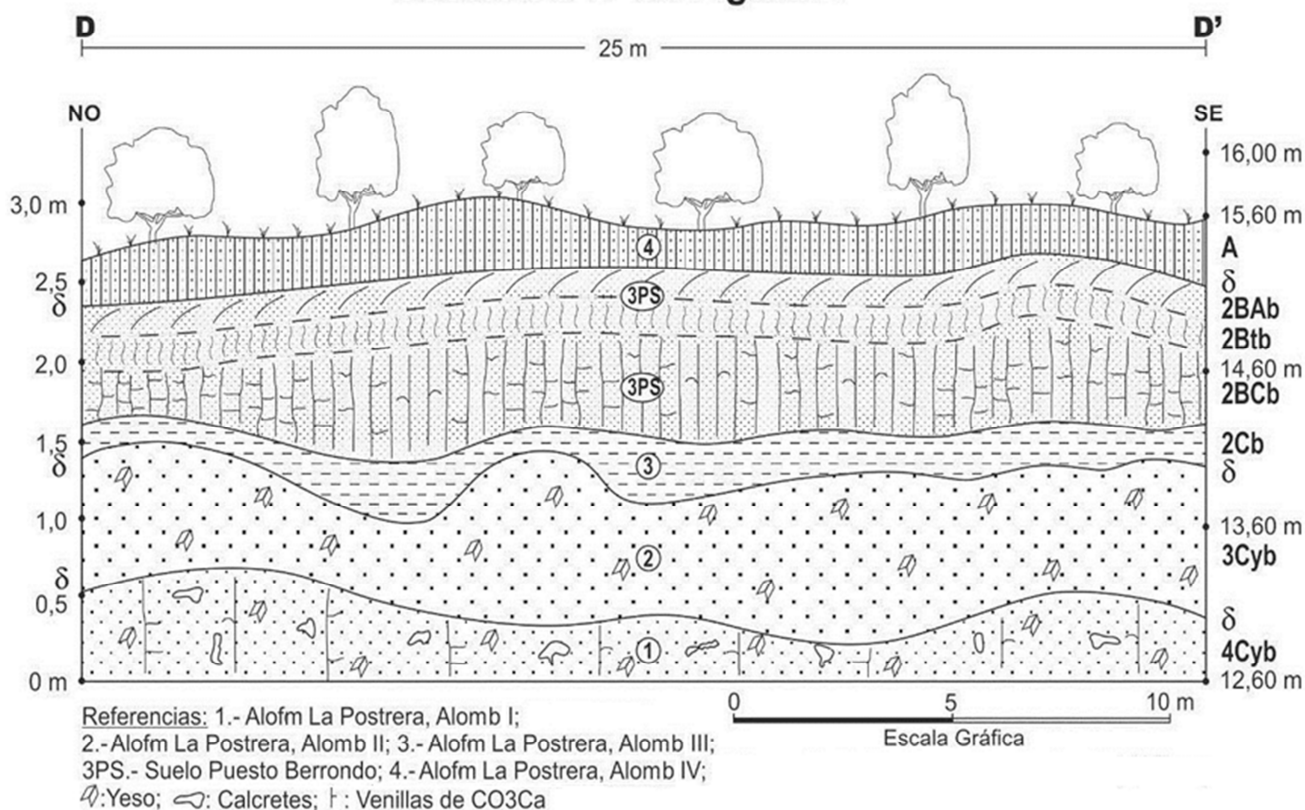 D D'
25 m
NO SE
16,00 m
3,0 m
15,60 m
4
A
2,5
δ
δ
3PS
2BAb
2Btb
2,0
14,60 m
3PS
2BCb
1,5
2Cb
δ
3
δ
1,0
13,60 m
2
3Cyb
δ
0,5
δ
1
4Cyb
0 m
12,60 m
0 5 10 m
Escala Gráfica
Referencias: 1.- Alofm La Postrera, Alomb I;
2.- Alofm La Postrera, Alomb II; 3.- Alofm La Postrera, Alomb III;
3PS.- Suelo Puesto Berrondo; 4.- Alofm La Postrera, Alomb IV;
:Yeso; : Calcretes; : Venillas de CO3Ca